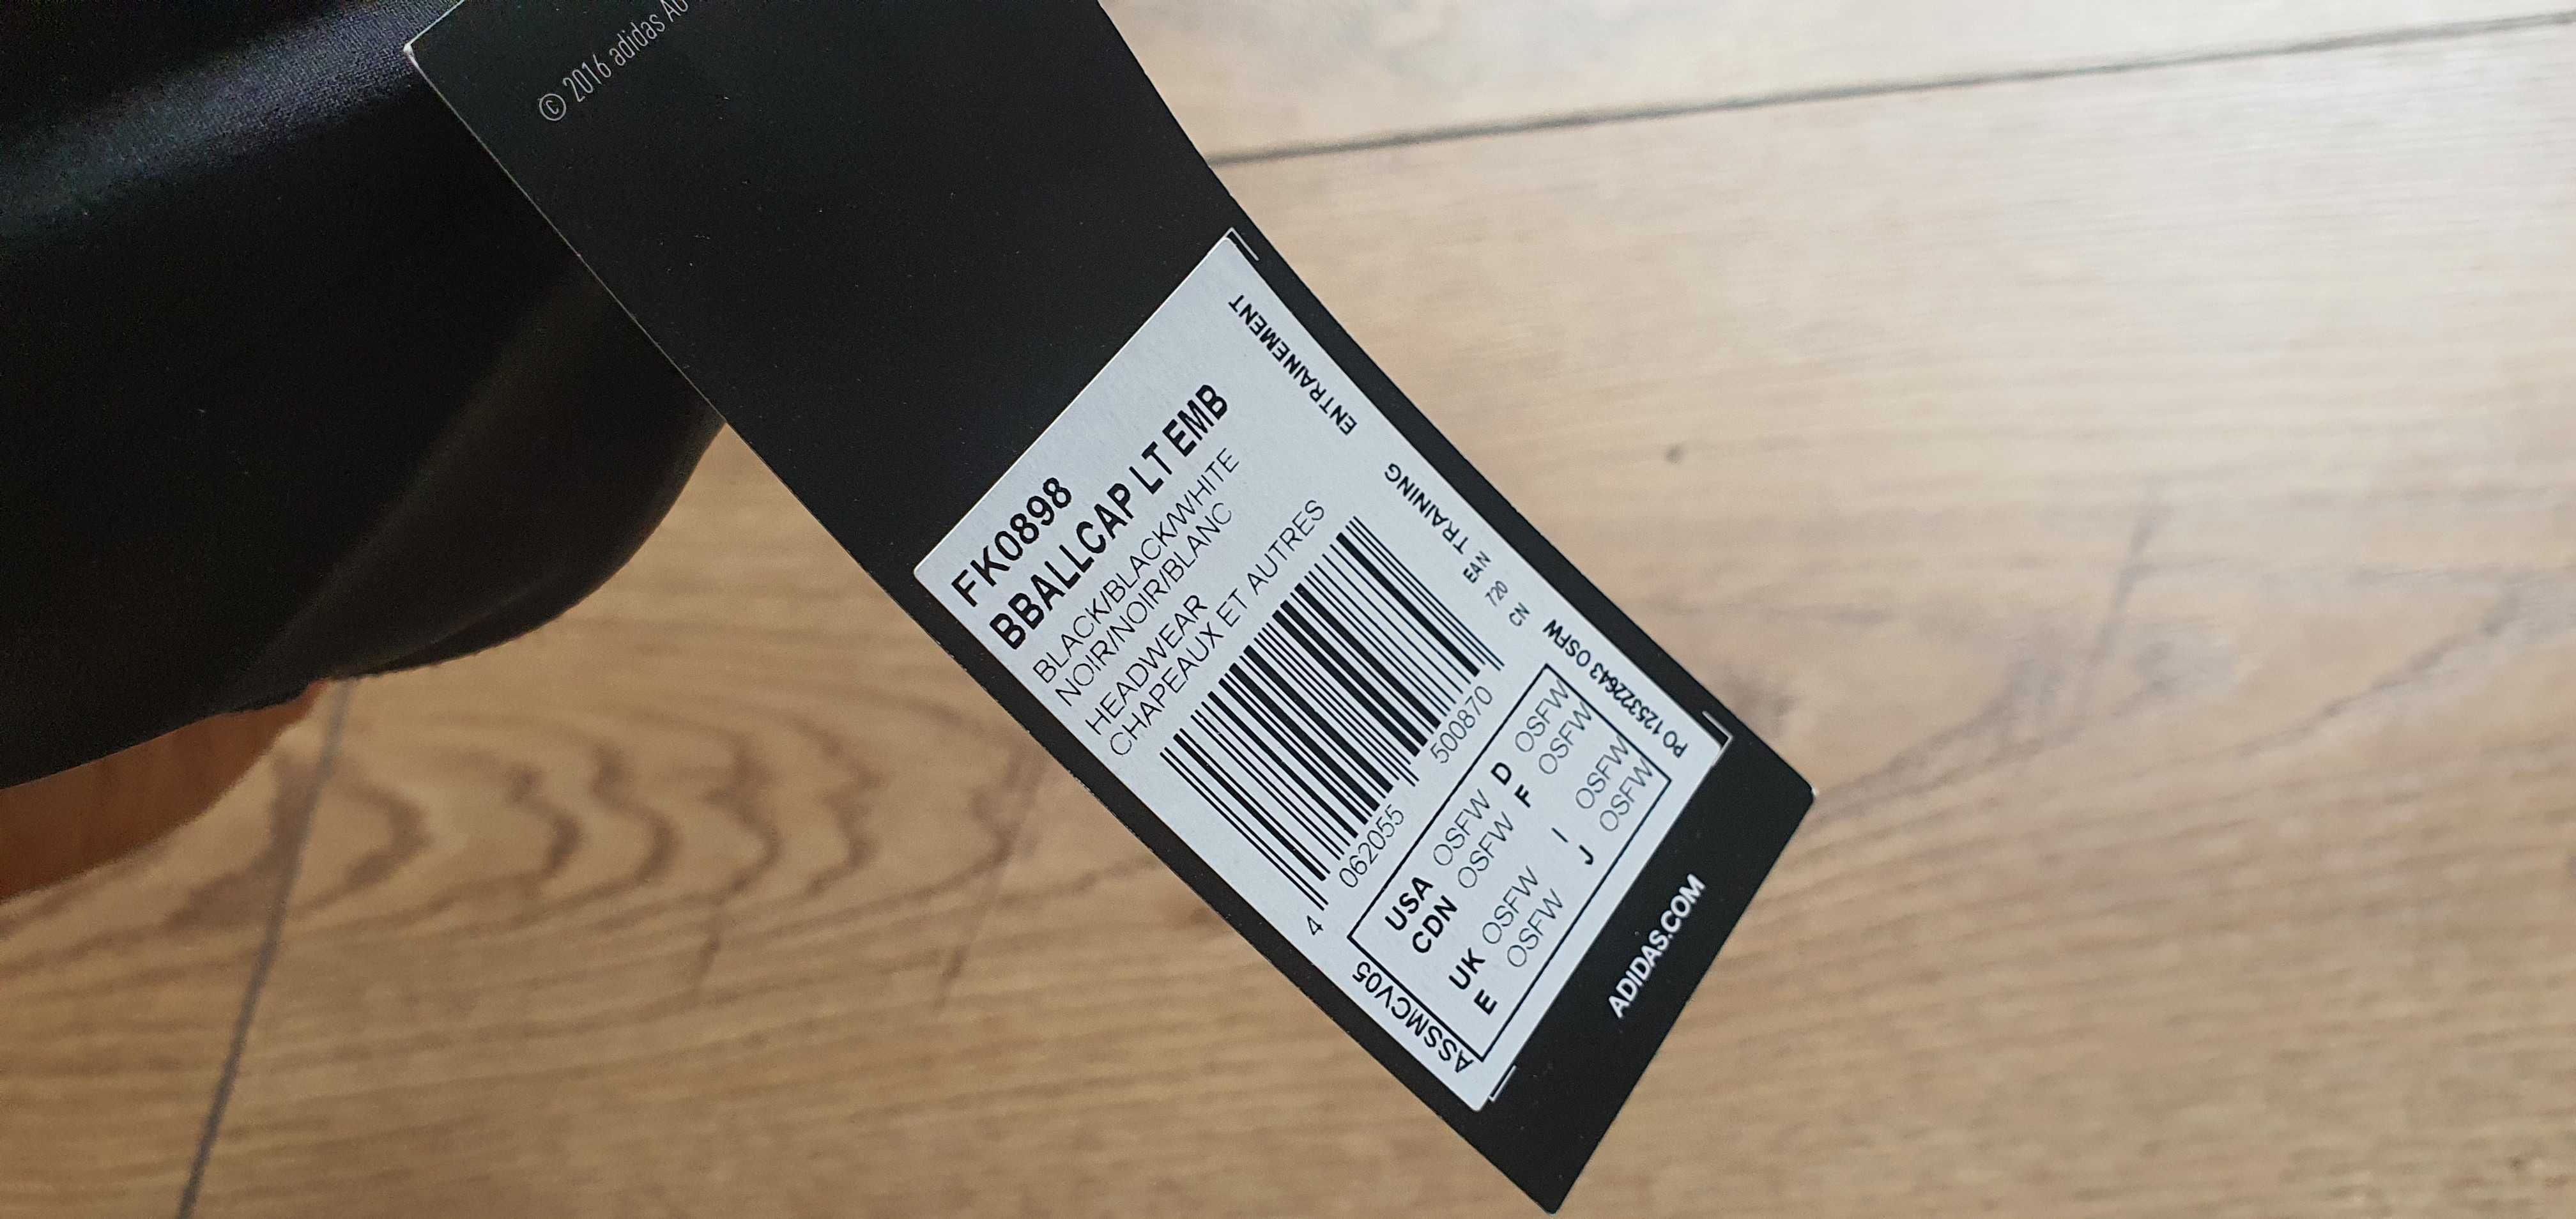 © 2016 adidas AG
FK0898
BBALLCAP LT EMB
BLACK/BLACK/WHITE
NOIR/NOIR/BLANC
HEADWEAR
CHAPEAUX ET AUTRES
ENTRAINEMENT
TRAINING
EAN
720
CN
4 062055 500870
USA OSFW D OSFW
CDN OSFW F OSFW
UK OSFW I OSFW
E OSFW J OSFW
PO 125322643 OSFW
ASSMCV05
ADIDAS.COM